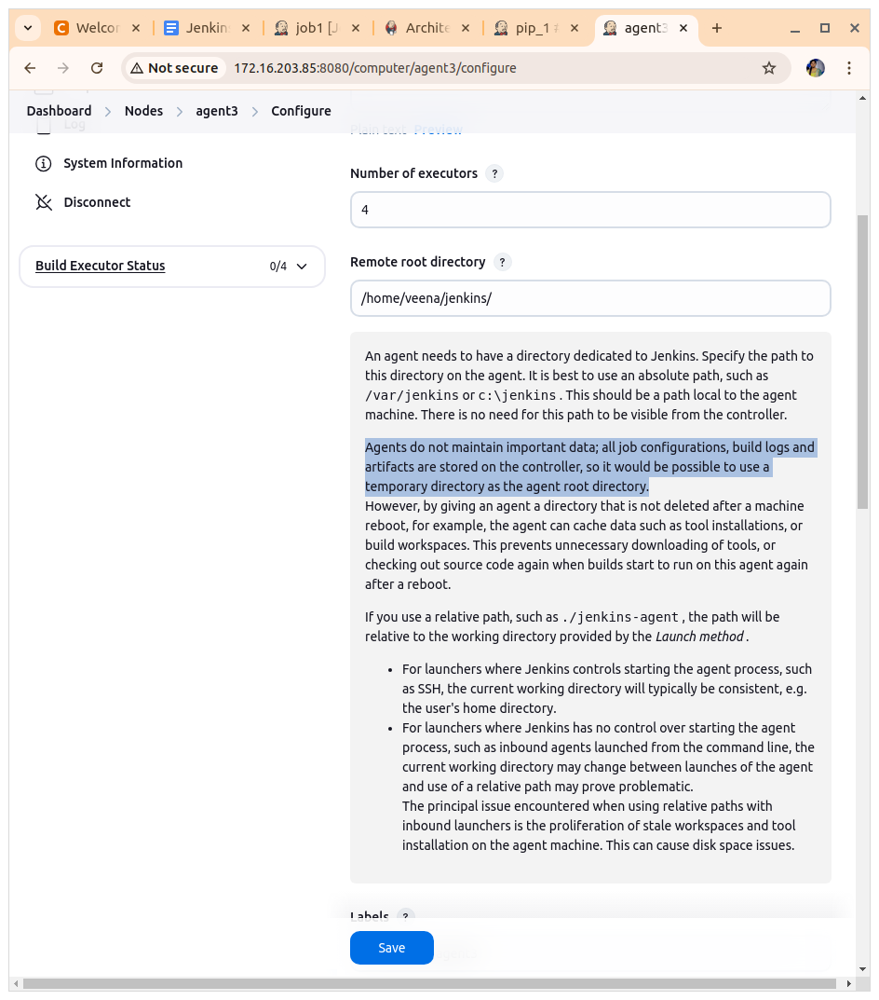 Welcor
Jenkin
job1 [J
Archite
pip_1 #
agent3
Not secure
172.16.203.85:8080/computer/agent3/configure
Dashboard
Nodes
agent3
Configure
Log
System Information
Disconnect
Build Executor Status
0/4
Plain text Preview
Number of executors ?
4
Remote root directory ?
/home/veena/jenkins/
An agent needs to have a directory dedicated to Jenkins. Specify the path to
this directory on the agent. It is best to use an absolute path, such as
/var/jenkins or c:\jenkins . This should be a path local to the agent
machine. There is no need for this path to be visible from the controller.
Agents do not maintain important data; all job configurations, build logs and
artifacts are stored on the controller, so it would be possible to use a
temporary directory as the agent root directory.
However, by giving an agent a directory that is not deleted after a machine
reboot, for example, the agent can cache data such as tool installations, or
build workspaces. This prevents unnecessary downloading of tools, or
checking out source code again when builds start to run on this agent again
after a reboot.
If you use a relative path, such as ./jenkins-agent , the path will be
relative to the working directory provided by the Launch method .
• For launchers where Jenkins controls starting the agent process, such
as SSH, the current working directory will typically be consistent, e.g.
the user's home directory.
• For launchers where Jenkins has no control over starting the agent
process, such as inbound agents launched from the command line, the
current working directory may change between launches of the agent
and use of a relative path may prove problematic.
The principal issue encountered when using relative paths with
inbound launchers is the proliferation of stale workspaces and tool
installation on the agent machine. This can cause disk space issues.
Labels ?
Save